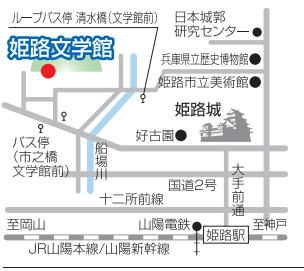 ループバス停 清水橋(文学館前)
日本城郭
研究センター
姫路文学館
兵庫県立歴史博物館
姫路市立美術館
姫路城
好古園
バス停
(市之橋
文学館前)
船場川
大手前通
国道2号
十二所前線
至岡山
山陽電鉄
姫路駅
至神戸
JR山陽本線/山陽新幹線